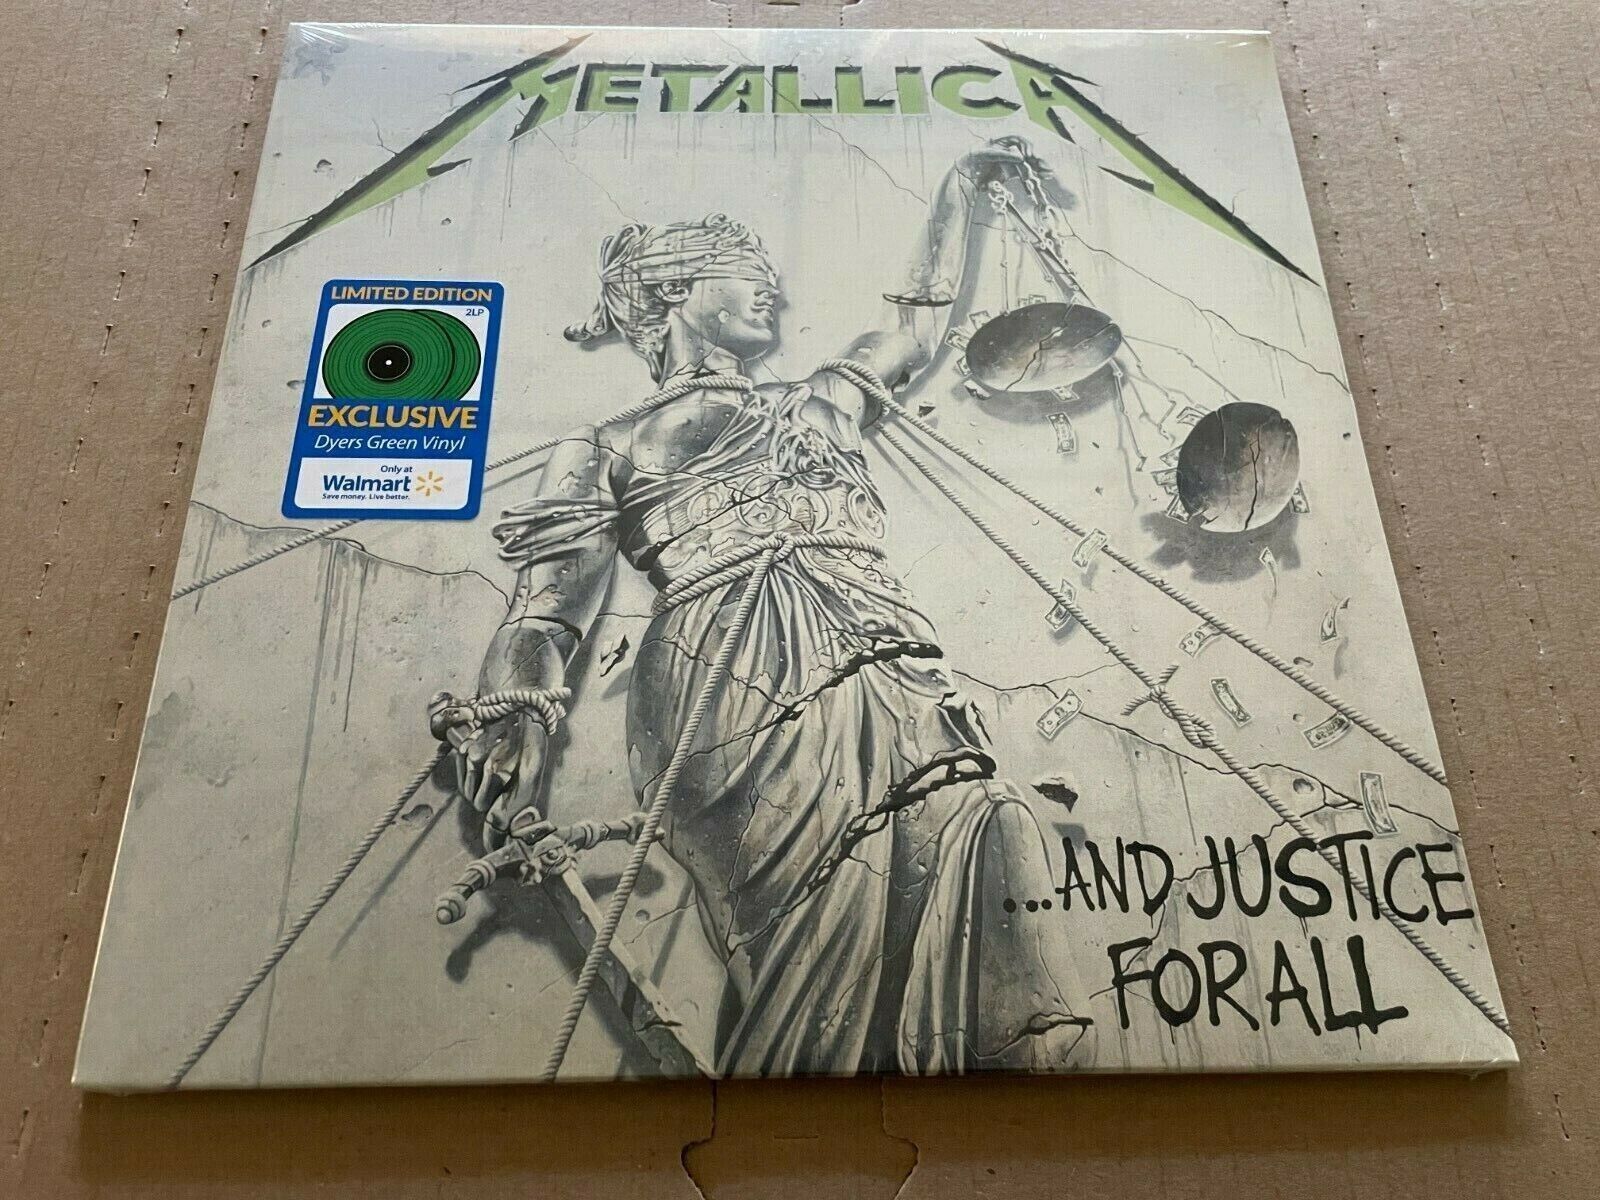 METALLICA
LIMITED EDITION
2LP
EXCLUSIVE
Dyers Green Vinyl
Only at
Walmart
Save money. Live better.
...AND JUSTICE
FOR ALL